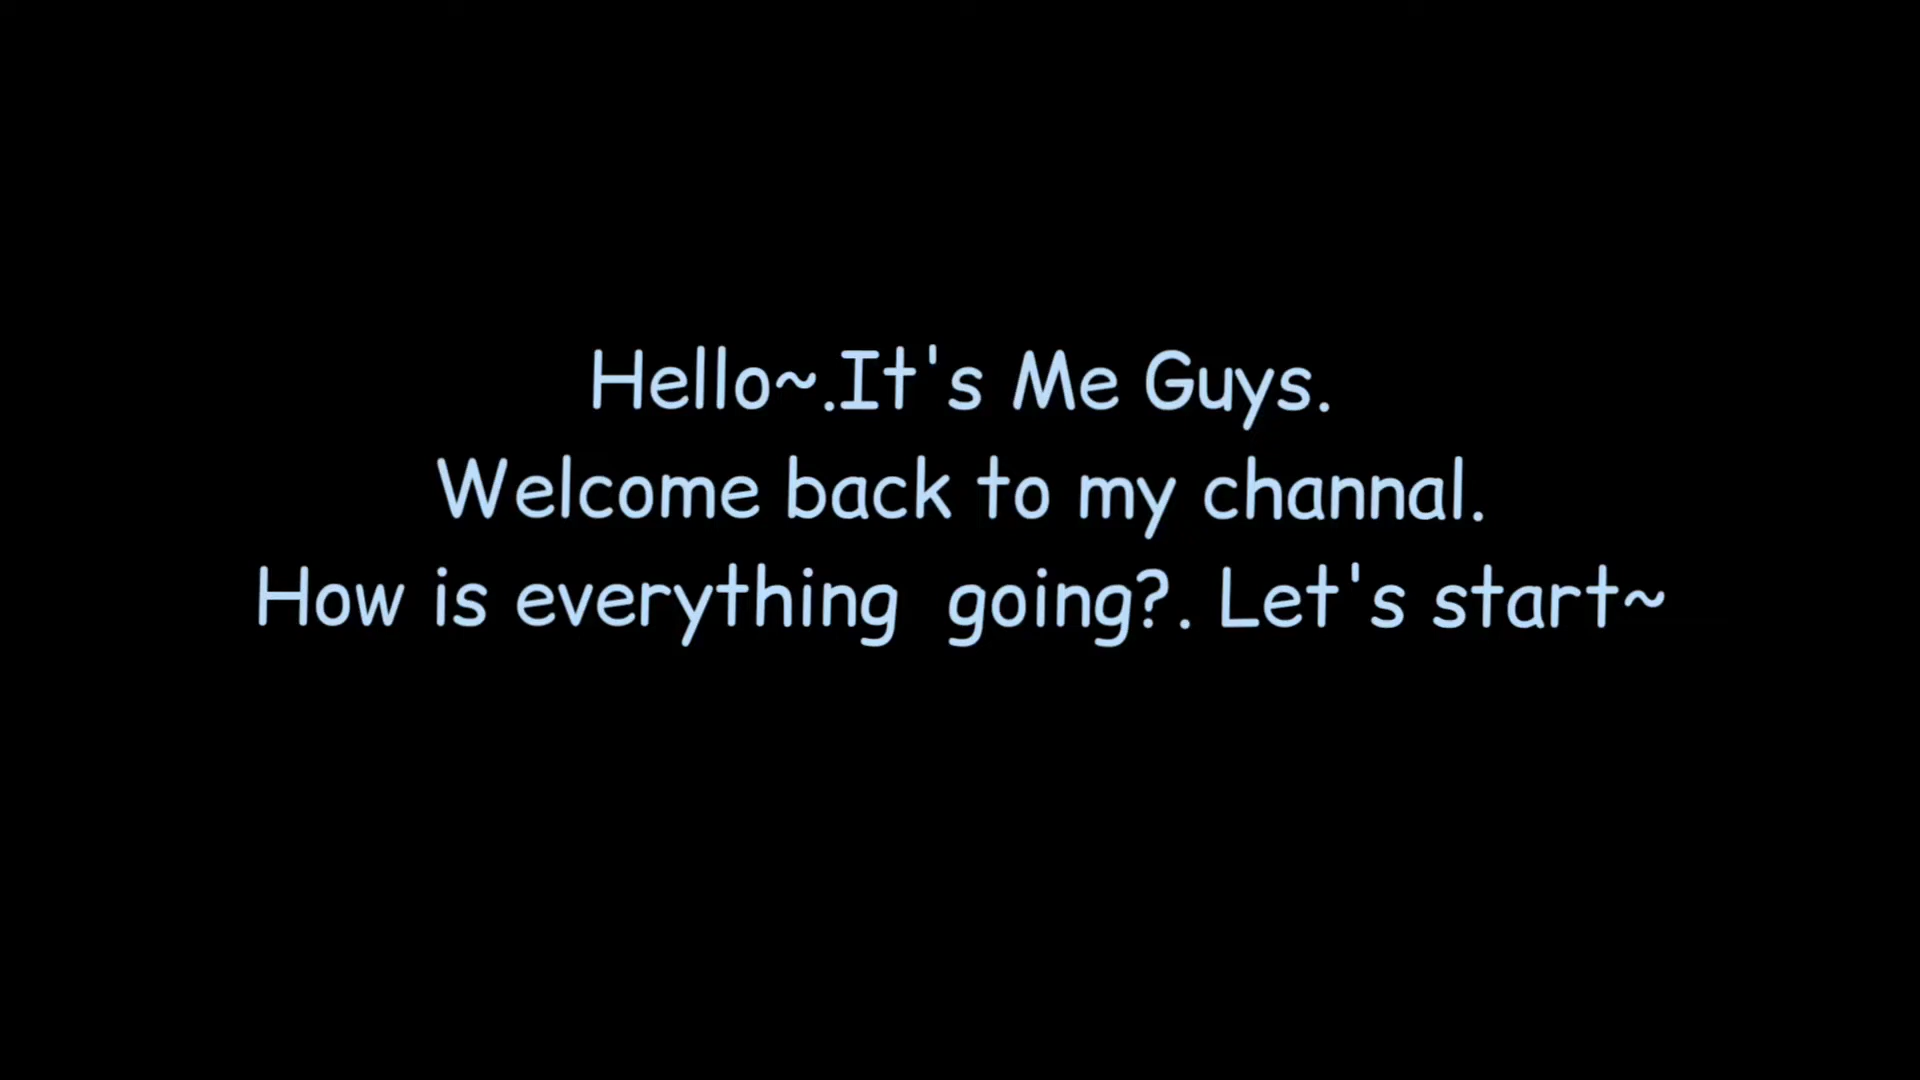 Hello~.It's Me Guys.
Welcome back to my channal.
How is everything  going?. Let's start~